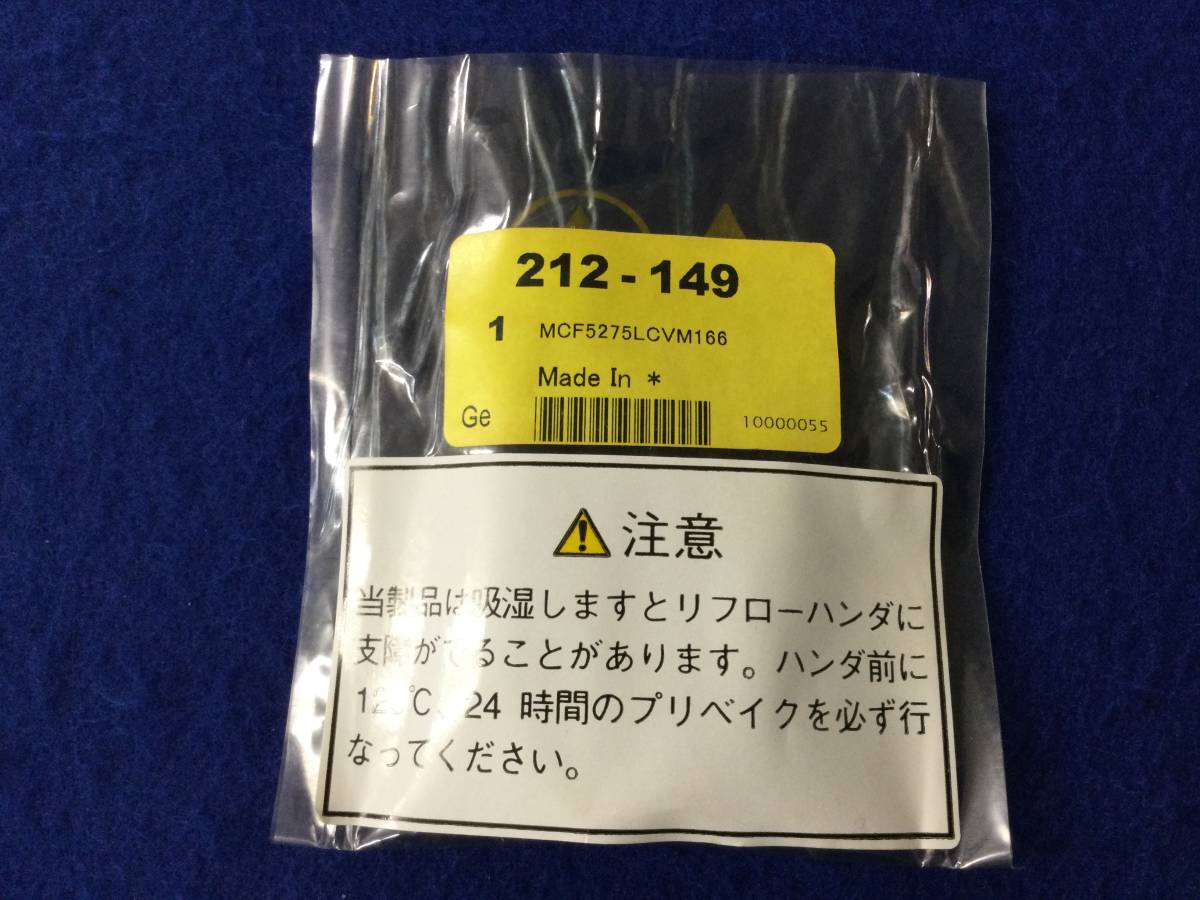 212 - 149
1 MCF5275LCVM166
Made In *
Ge 10000055
注意
当製品は吸湿しますとリフローハンダに
支障がでることがあります。ハンダ前に
125℃、24 時間のプリベイクを必ず行
なってください。